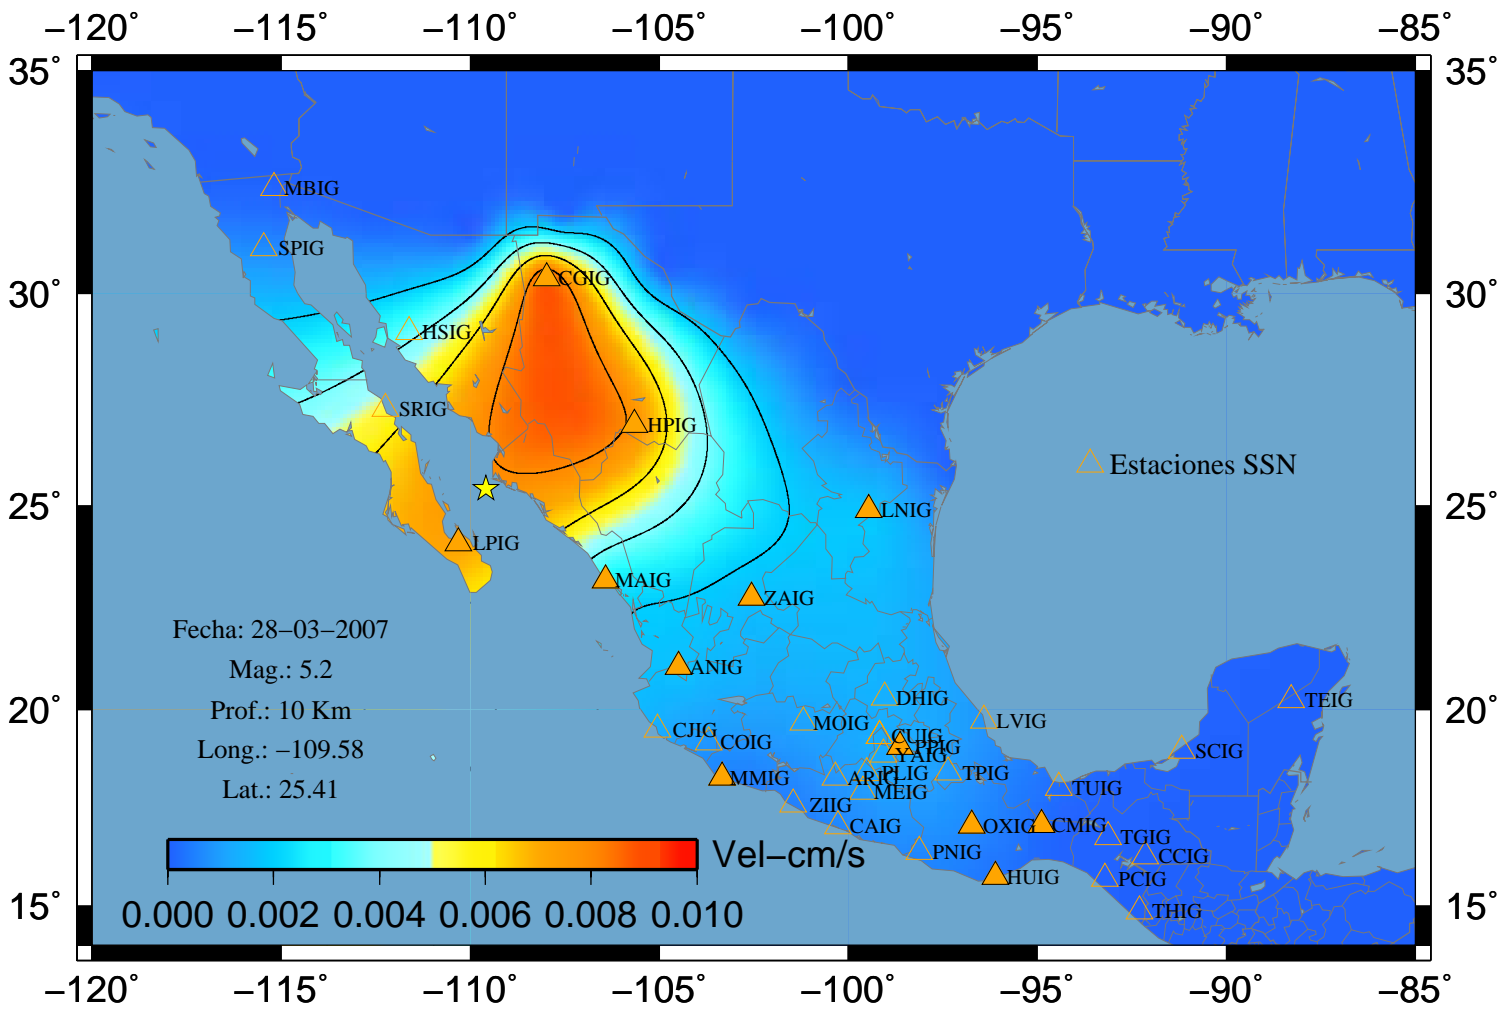 −120˚ −115˚ −110˚ −105˚ −100˚ −95˚ −90˚ −85˚
35˚ 35˚
MBIG
SPIG
CGIG
30˚ 30˚
HSIG
SRIG
HPIG
Estaciones SSN
25˚ LNIG 25˚
LPIG
MAIG
ZAIG
Fecha: 28−03−2007
Mag.: 5.2
ANIG
DHIG
TEIG
Prof.: 10 Km
20˚ 20˚
MOIG
LVIG
CJIG
CUIG
COIG
PPIG
SCIG
Long.: −109.58
YAIG
PLIG
TPIG
MMIG
ARIG
Lat.: 25.41
MEIG
TUIG
ZIIG
CAIG
OXIG
CMIG
TGIG
PNIG
Vel−cm/s
CCIG
HUIG
PCIG
15˚ 15˚
THIG
0.000 0.002 0.004 0.006 0.008 0.010
−120˚ −115˚ −110˚ −105˚ −100˚ −95˚ −90˚ −85˚